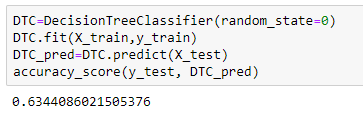 DTC=DecisionTreeClassifier(random_state=0)
DTC.fit(X_train,y_train)
DTC_pred=DTC.predict(X_test)
accuracy_score(y_test, DTC_pred)
0.6344086021505376